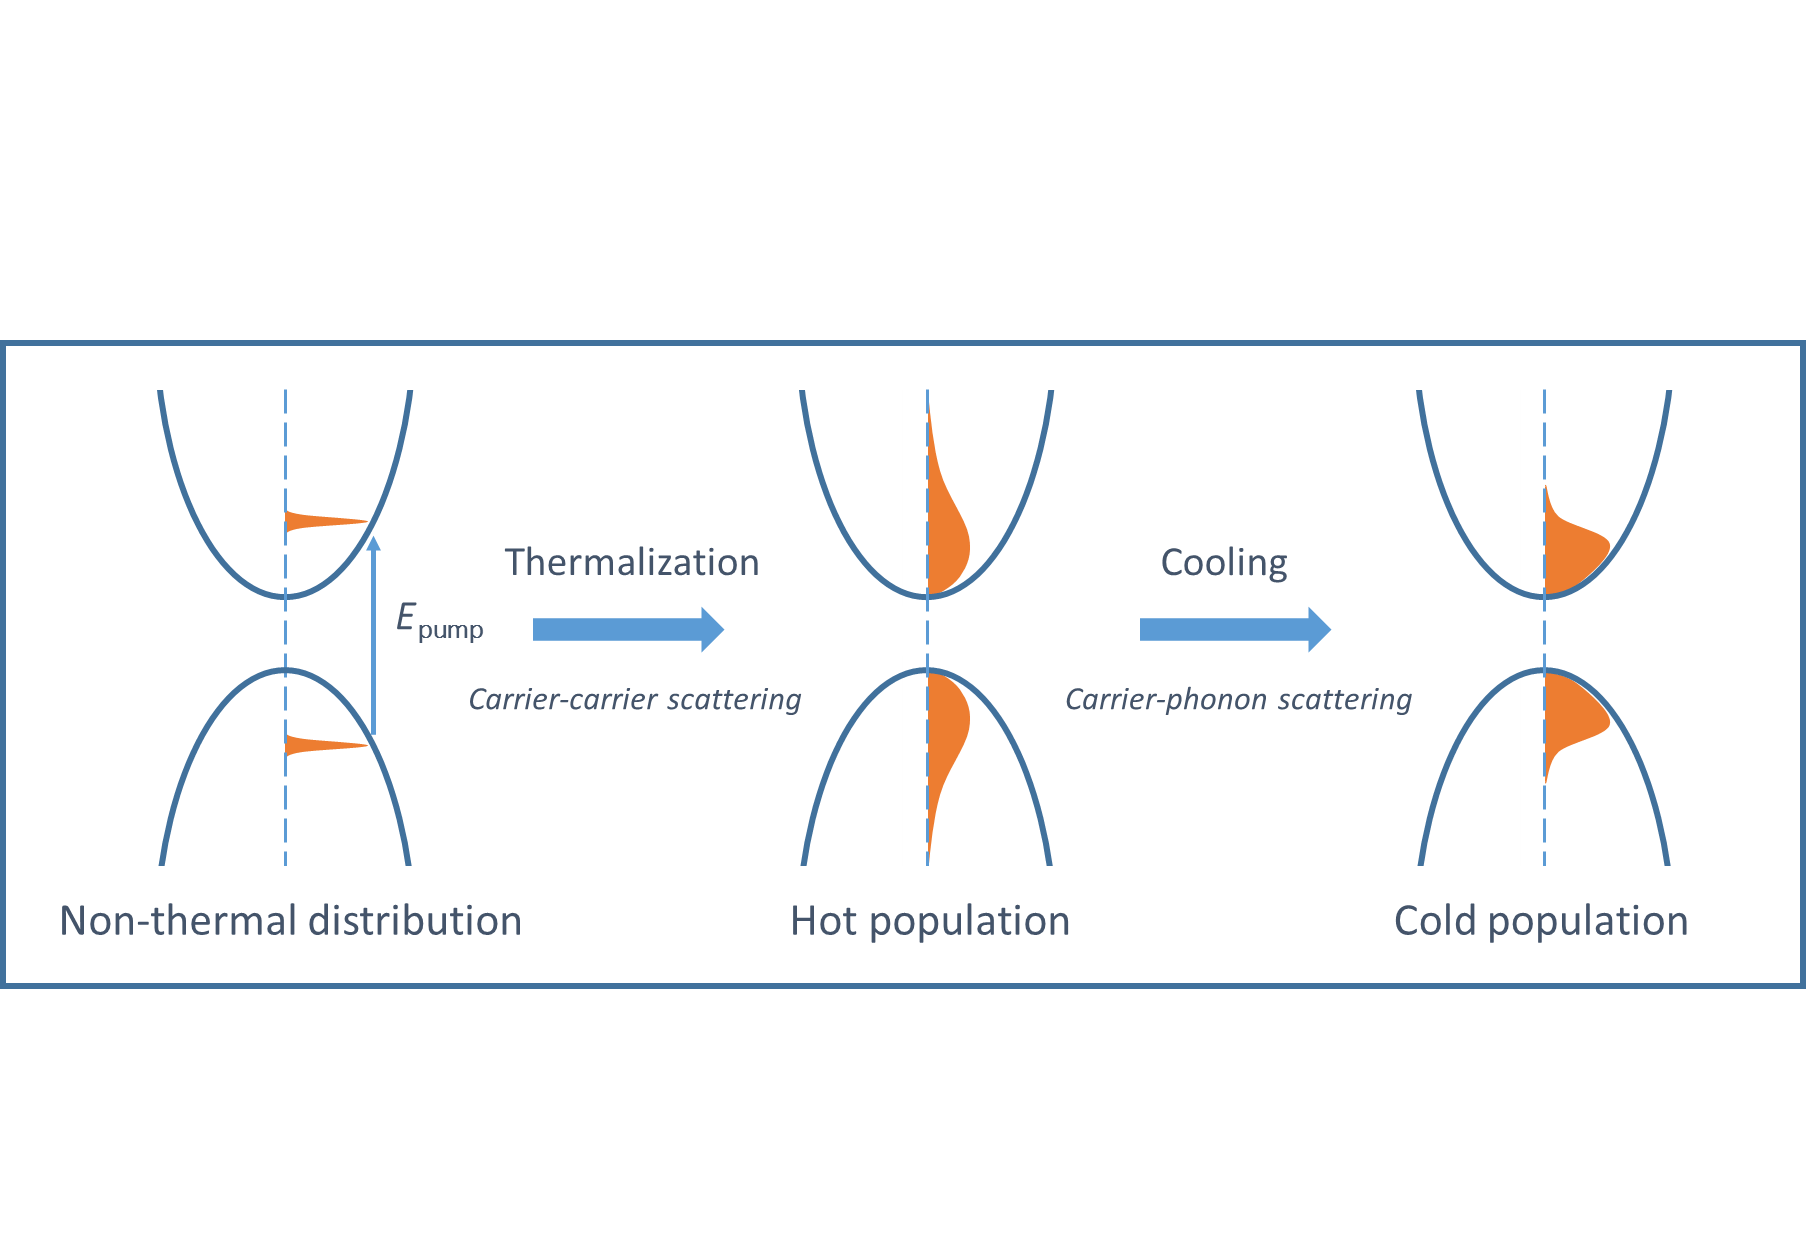 Thermalization
Cooling
E pump
Carrier-carrier scattering
Carrier-phonon scattering
Non-thermal distribution
Hot population
Cold population